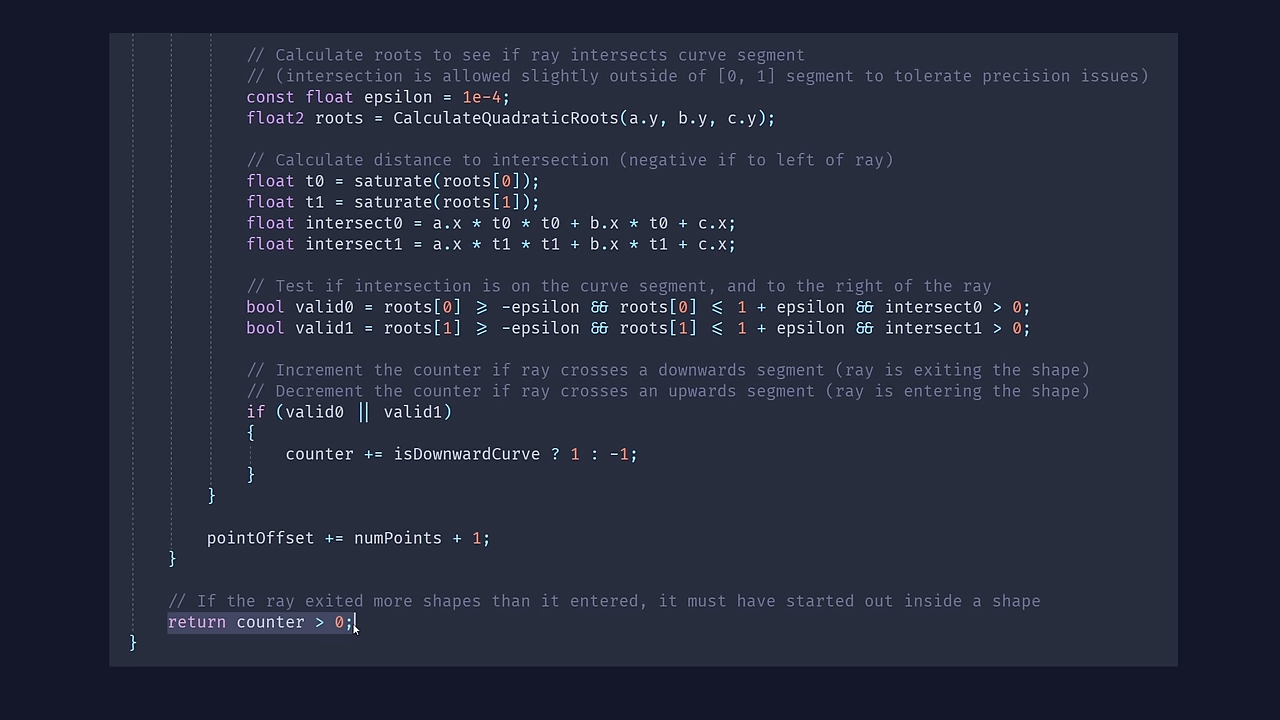 // Calculate roots to see if ray intersects curve segment
// (intersection is allowed slightly outside of [0, 1] segment to tolerate precision issues)
const float epsilon = 1e-4;
float2 roots = CalculateQuadraticRoots(a.y, b.y, c.y);
// Calculate distance to intersection (negative if to left of ray)
float t0 = saturate(roots[0]);
float t1 = saturate(roots[1]);
float intersect0 = a.x * t0 * t0 + b.x * t0 + c.x;
float intersect1 = a.x * t1 * t1 + b.x * t1 + c.x;
// Test if intersection is on the curve segment, and to the right of the ray
bool valid0 = roots[0] ⩾ -epsilon && roots[0] ⩽ 1 + epsilon && intersect0 > 0;
bool valid1 = roots[1] ⩾ -epsilon && roots[1] ⩽ 1 + epsilon && intersect1 > 0;
// Increment the counter if ray crosses a downwards segment (ray is exiting the shape)
// Decrement the counter if ray crosses an upwards segment (ray is entering the shape)
if (valid0 || valid1)
{
counter += isDownwardCurve ? 1 : -1;
}
}
pointOffset += numPoints + 1;
}
// If the ray exited more shapes than it entered, it must have started out inside a shape
return counter > 0;
}